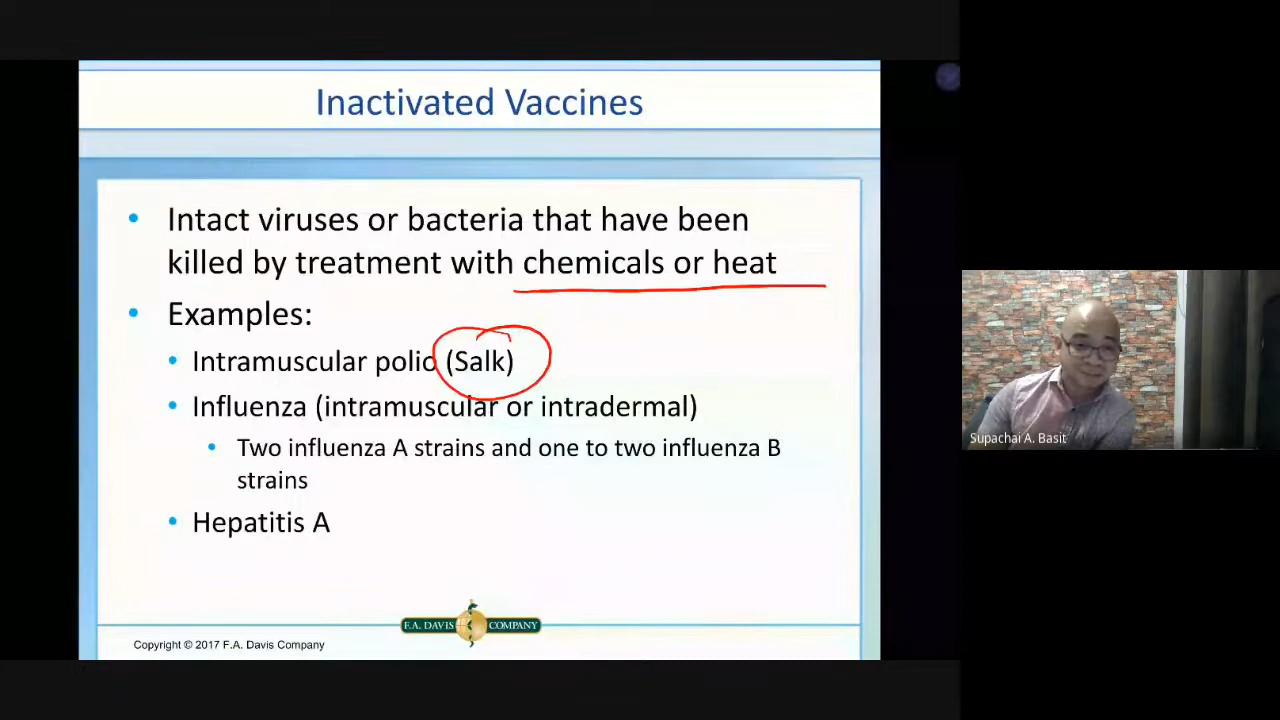 Inactivated Vaccines
• Intact viruses or bacteria that have been
killed by treatment with chemicals or heat
• Examples:
• Intramuscular polio (Salk)
• Influenza (intramuscular or intradermal)
• Two influenza A strains and one to two influenza B
strains
• Hepatitis A
F.A. DAVIS COMPANY
Copyright © 2017 F.A. Davis Company
Supachai A. Basit